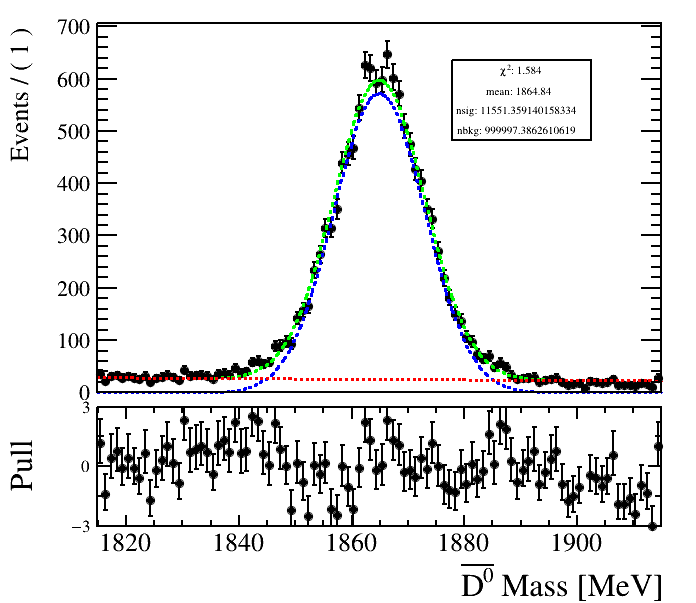 700
600
500
400
300
200
100
0
Events / ( 1 )
χ²: 1.584
mean: 1864.84
nsig: 11551.359140158334
nbkg: 999997.3862610619
3
0
−3
Pull
1820 1840 1860 1880 1900
D⁰ Mass [MeV]